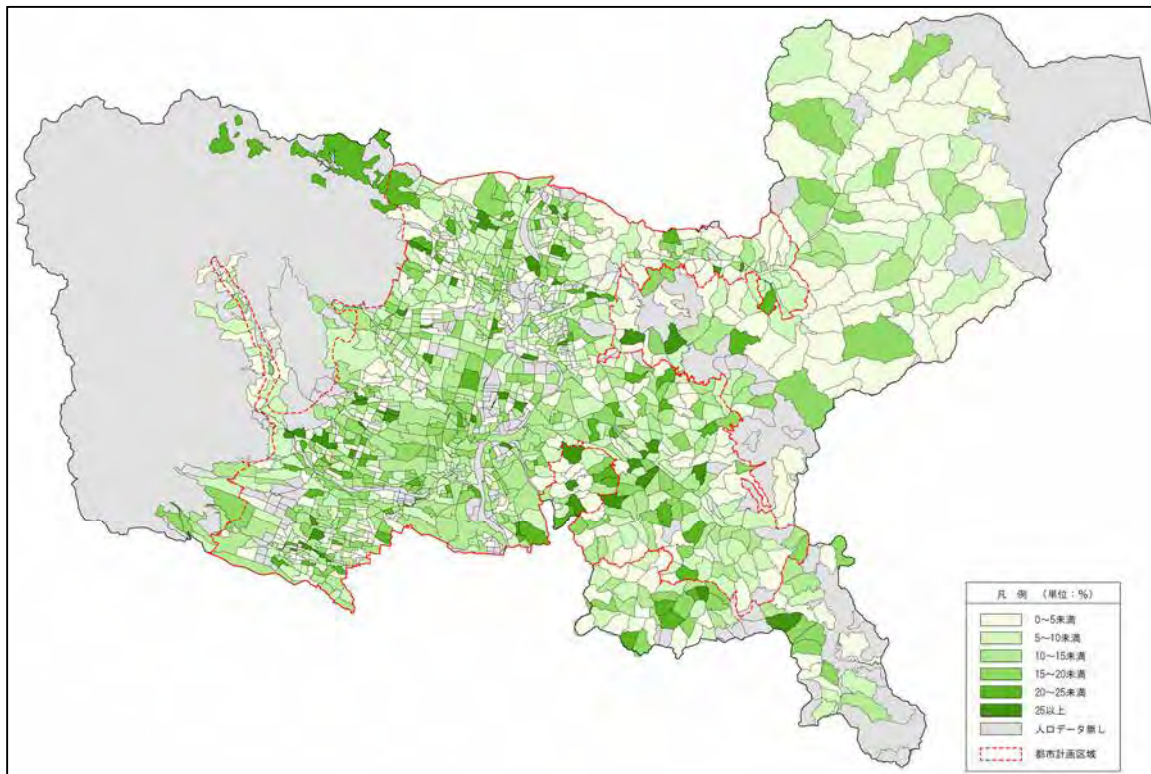 凡 例 (単位:%)
0~5未満
5~10未満
10~15未満
15~20未満
20~25未満
25以上
人口データ無し
都市計画区域